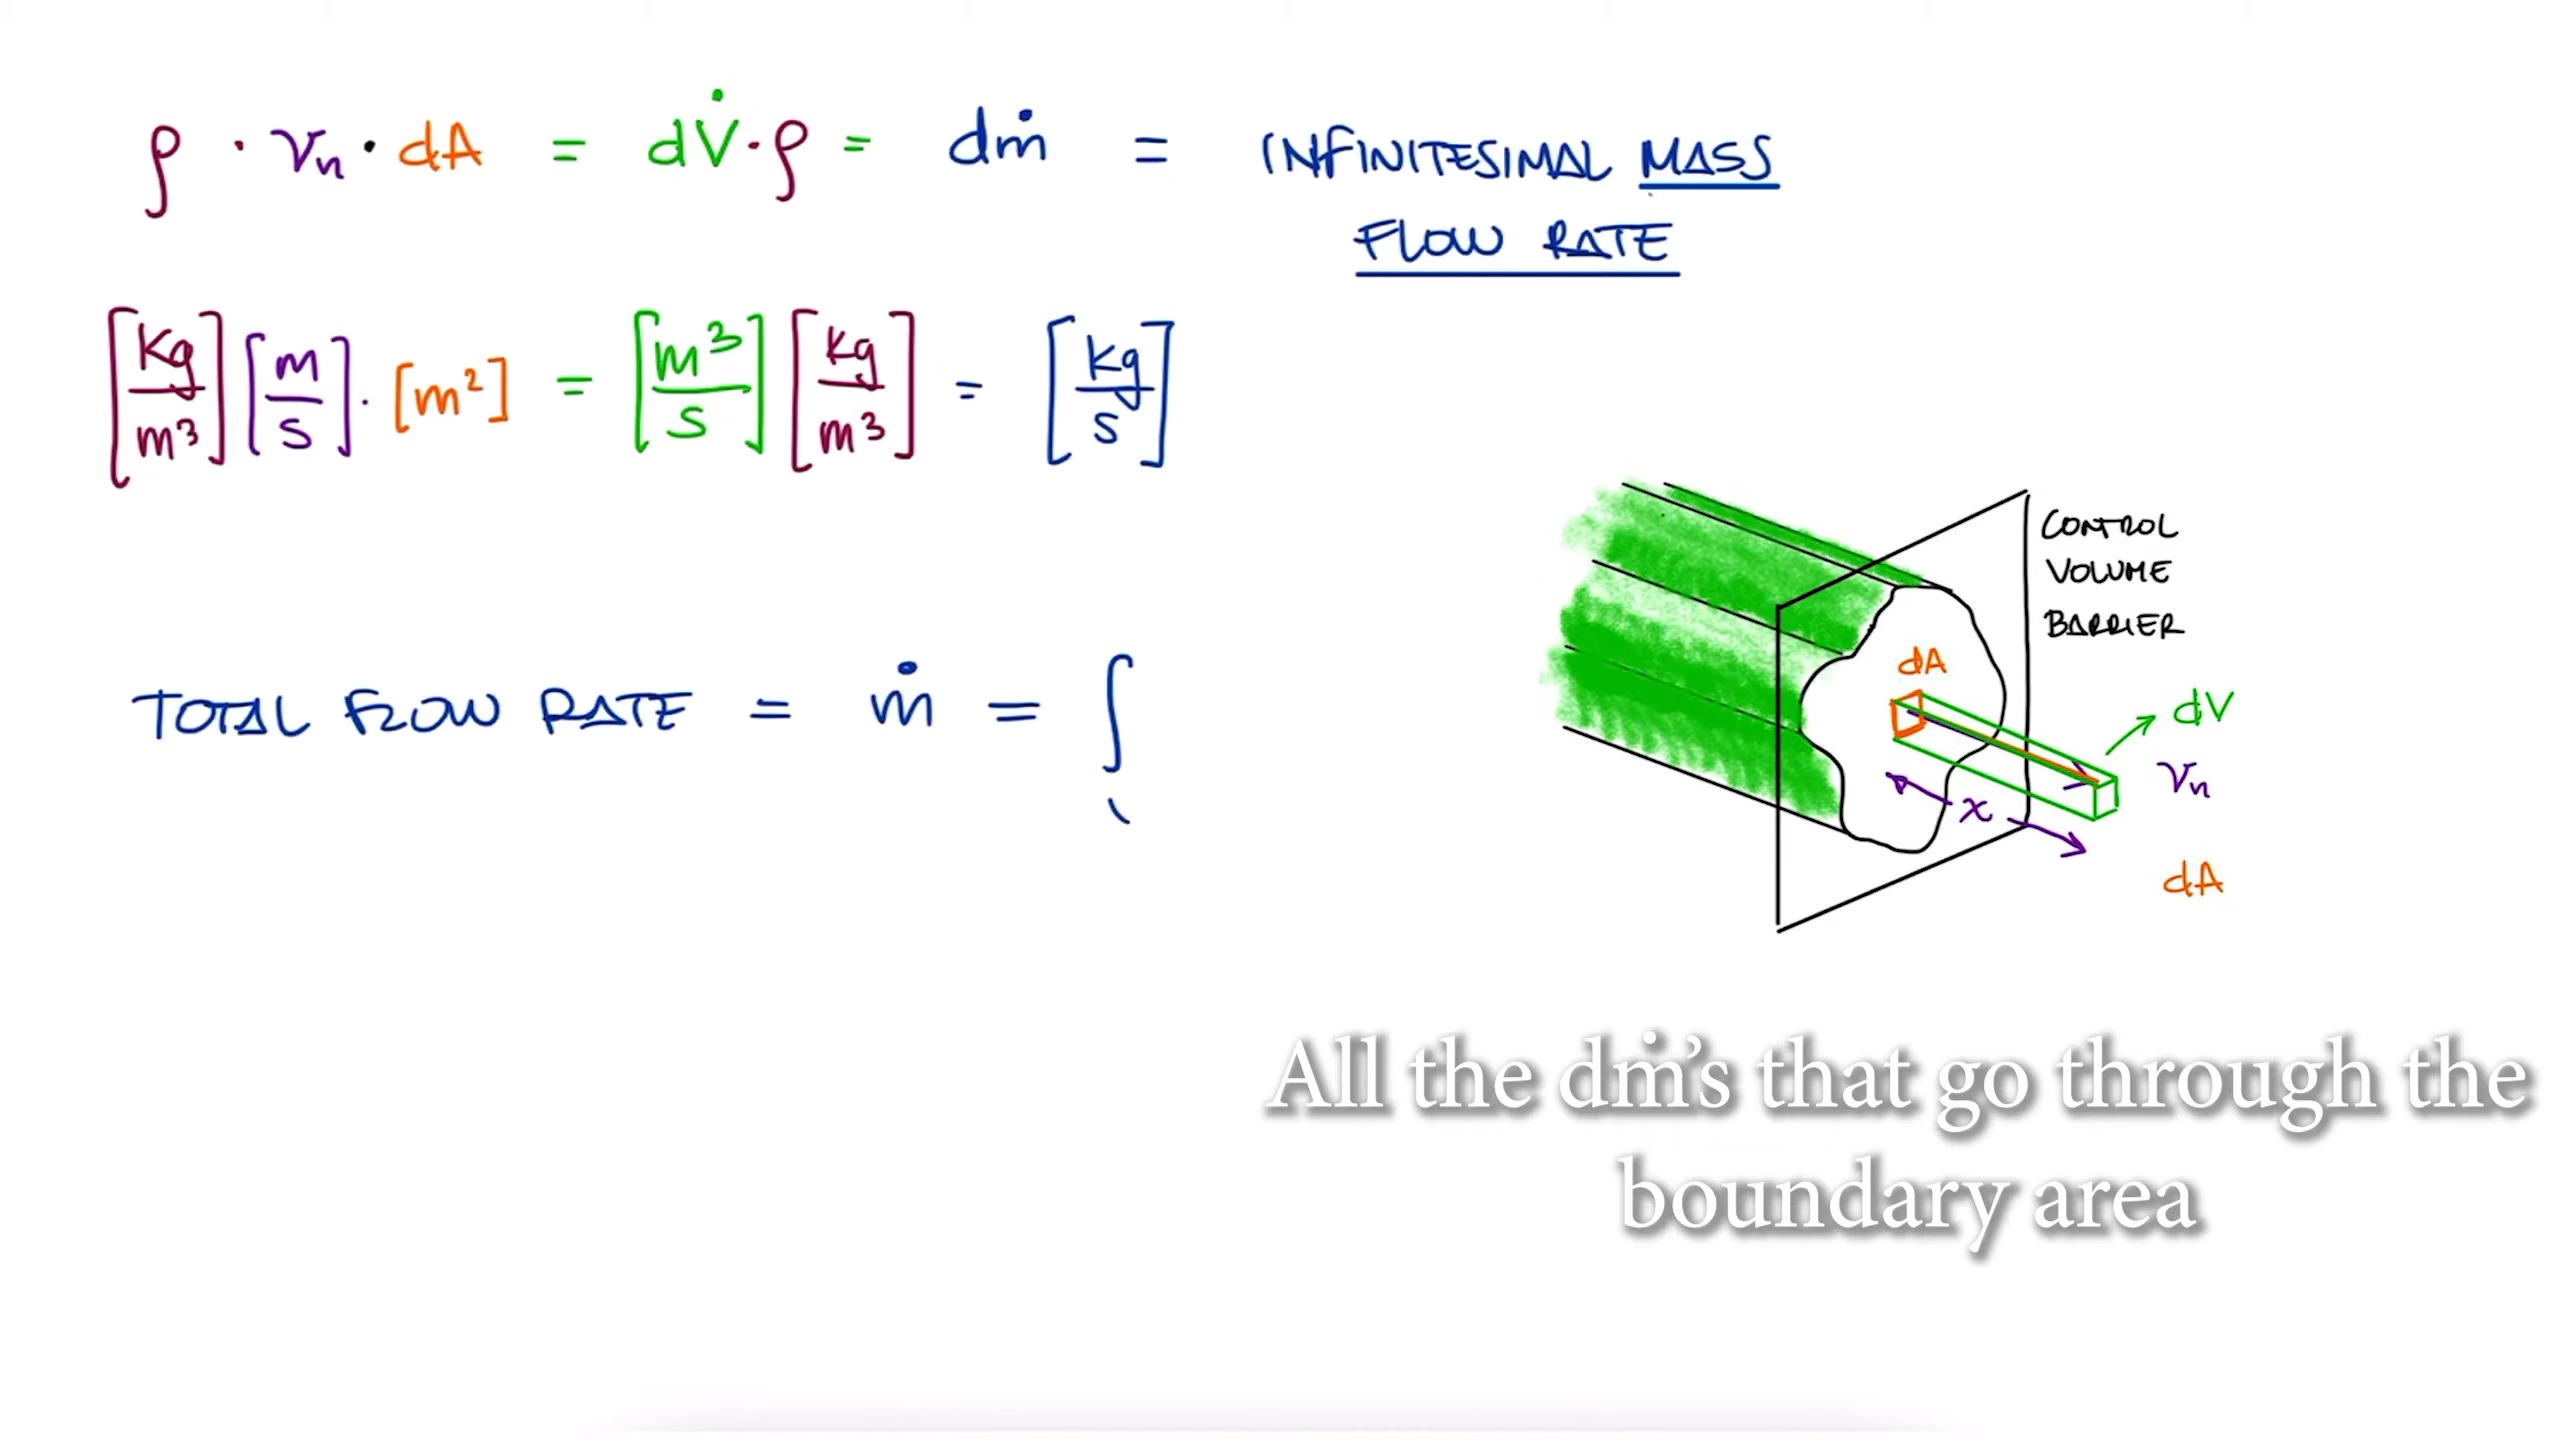 ρ · vₙ · dA = dV̇ · ρ = dṁ = INFINITESIMAL MASS
FLOW RATE
[kg/m³] [m/s] · [m²] = [m³/s] [kg/m³] = [kg/s]
CONTROL
VOLUME
BARRIER
dA
dV
vₙ
x
dA
TOTAL FLOW RATE = ṁ = ∫
All the dṁ's that go through the
boundary area